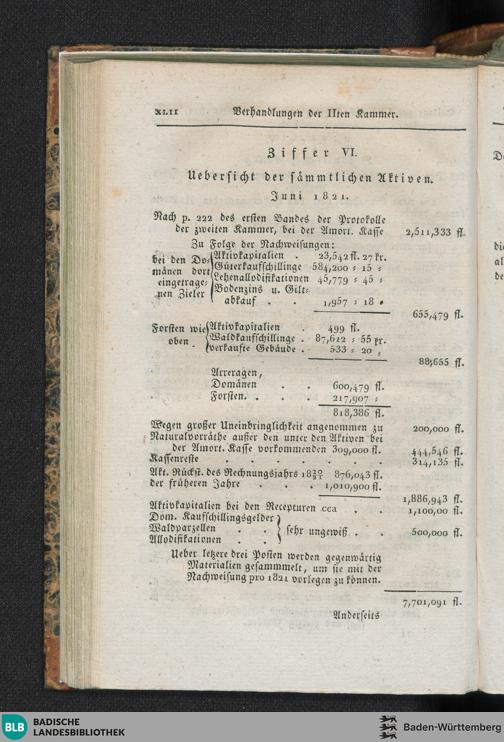 XLII Verhandlungen der IIten Kammer.
Ziffer VI.
Uebersicht der sämmtlichen Aktiven.
Juni 1821.
Nach p. 222 des ersten Bandes der Protokolle
der zweiten Kammer, bei der Amort. Kasse 2,511,333 fl.
Zu Folge der Nachweisungen:
bei den Do- Aktivkapitalien . 23,542 fl. 27 kr.
mänen dort Güterkaufschillinge 584,200 = 15 =
eingetrage- Lehenallodifikationen 45,779 = 45 =
nen Zieler Bodenzins u. Gilt-
abkauf . . 1,957 = 18 =
655,479 fl.
Forsten wie Aktivkapitalien . 499 fl.
oben . Waldkaufschillinge . 87,612 = 55 kr.
verkaufte Gebäude . 533 = 20 =
88,655 fl.
Arreragen,
Domänen . . 600,479 fl.
Forsten . . . 217,907 =
818,386 fl.
Wegen großer Uneinbringlichkeit angenommen zu 200,000 fl.
Naturalvorräthe außer den unter den Aktiven bei
der Amort. Kasse vorkommenden 309,000 fl. 444,546 fl.
Kassenreste . . . . . . . 314,135 fl.
Akt. Rückst. des Rechnungsjahrs 1820/21 876,043 fl.
der früheren Jahre . . 1,010,900 fl.
1,886,943 fl.
Aktivkapitalien bei den Recepturen cca . . 1,100,00 fl.
Dom. Kaufschillingsgelder
Waldparzellen . . sehr ungewiß . . 500,000 fl.
Allodifikationen . .
Ueber letzere drei Posten werden gegenwärtig
Materialien gesammmelt, um sie mit der
Nachweisung pro 1821 vorlegen zu können.
7,701,091 fl.
Anderseits
BLB BADISCHE
LANDESBIBLIOTHEK
Baden-Württemberg